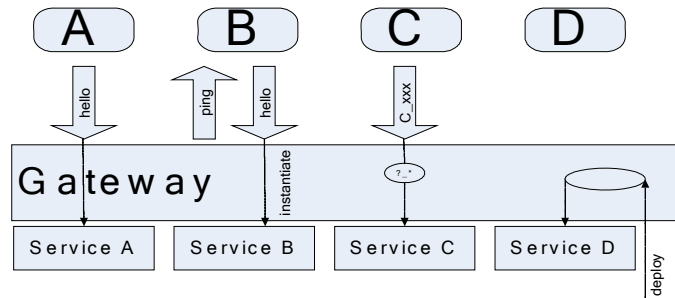 A
B
C
D
hello
ping
hello
C_xxx
Gateway
instantiate
?_*
Service A
Service B
Service C
Service D
deploy